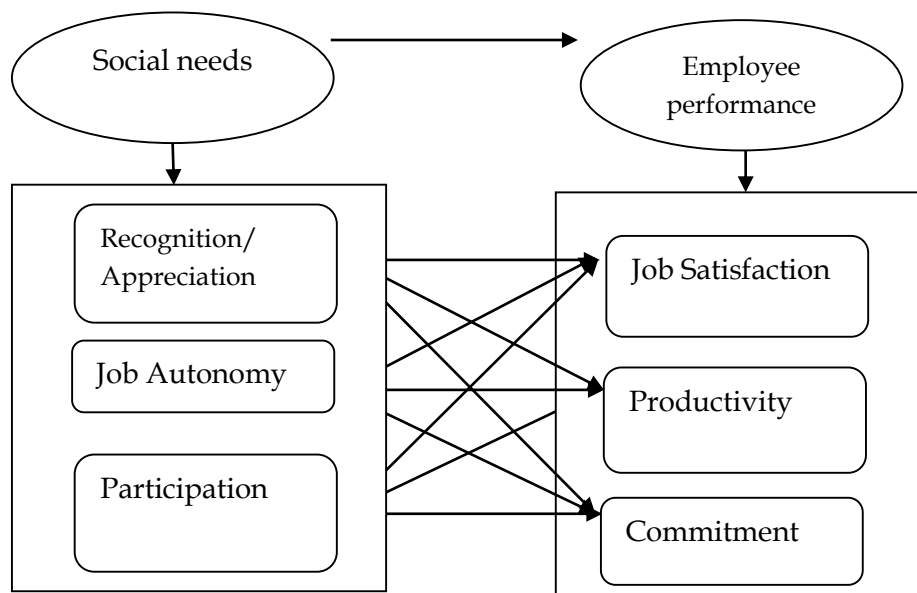 Social needs
Employee
performance
Recognition/
Appreciation
Job Autonomy
Participation
Job Satisfaction
Productivity
Commitment